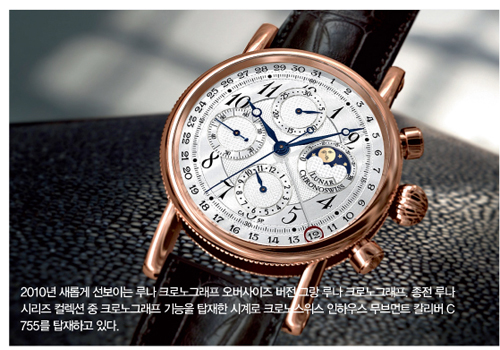 LUNAR
CHRONOSWISS
2010년 새롭게 선보이는 루나 크로노그래프 오버사이즈 버전 그랑 루나 크로노그래프. 종전 루나
시리즈 컬렉션 중 크로노그래프 기능을 탑재한 시계로 크로노스위스 인하우스 무브먼트 칼리버 C
755를 탑재하고 있다.